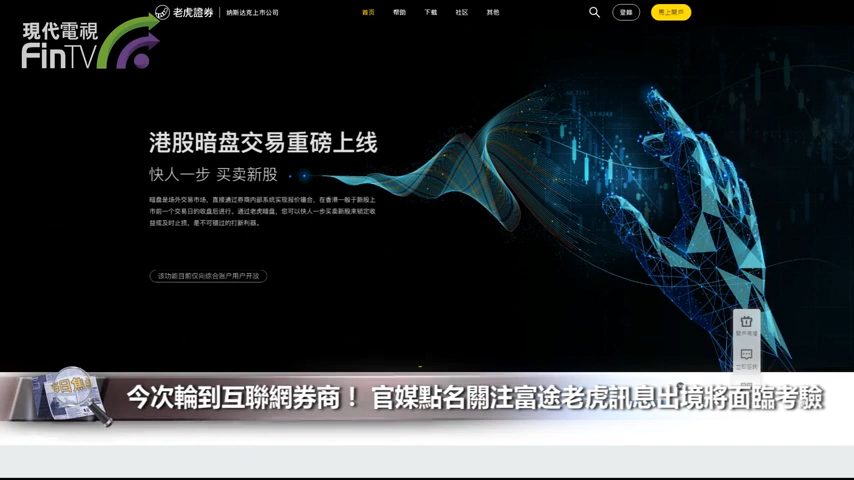 現代電視
FinTV
老虎證券 | 纳斯达克上市公司
首页 帮助 下载 社区 其他
登錄
馬上開戶
港股暗盘交易重磅上线
快人一步 买卖新股
暗盘是场外交易市场，直接通过券商内部系统实现报价撮合，在香港一般于新股上
市前一个交易日的收盘后进行。通过老虎暗盘，您可以快人一步买卖新股来锁定收
益或及时止损，是不可错过的打新利器。
该功能目前仅向综合账户用户开放
今次輪到互聯網券商！ 官媒點名關注富途老虎訊息出境將面臨考驗